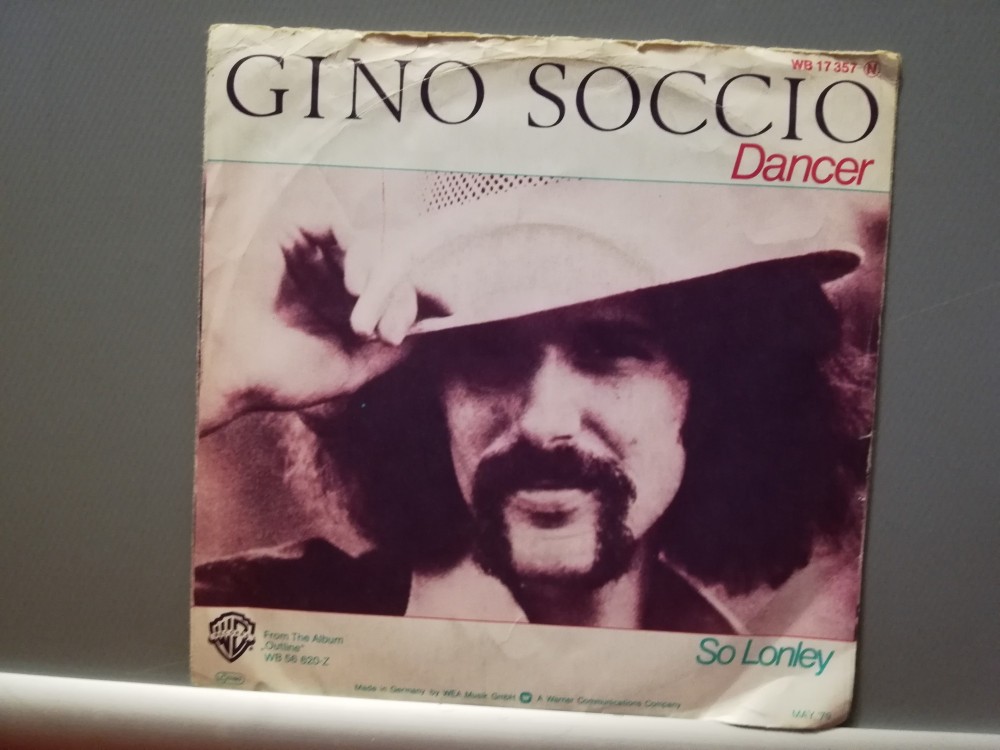 GINO SOCCIO
WB 17 357 N
Dancer
From The Album
„Outline"
WB 56 620-Z
So Lonley
Made in Germany by WEA Musik GmbH A Warner Communications Company
MAY 79